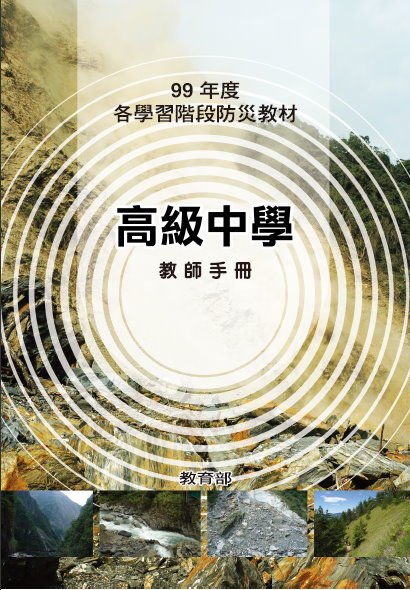 99 年度
各學習階段防災教材
高級中學
教師手冊
教育部